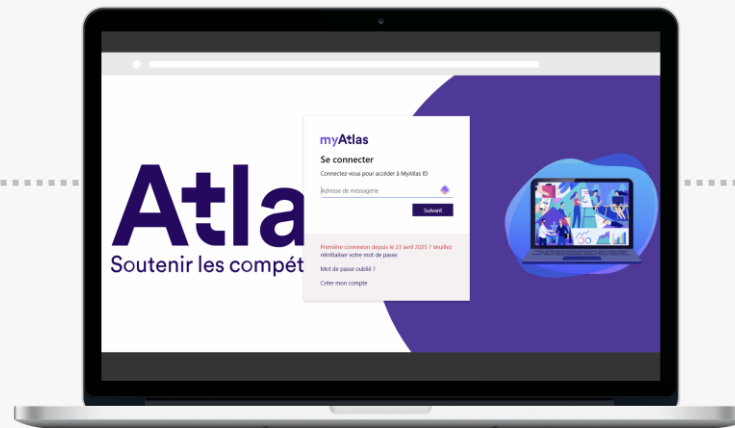 Atla
Soutenir les compét
myAtlas
Se connecter
Connectez-vous pour accéder à MyAtlas ID
Adresse de messagerie
Suivant
Première connexion depuis le 23 avril 2025 ? Veuillez
réinitialiser votre mot de passe.
Mot de passe oublié ?
Créer mon compte